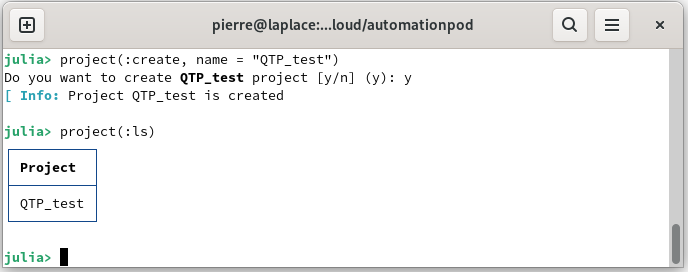 pierre@laplace:...loud/automationpod
julia> project(:create, name = "QTP_test")
Do you want to create QTP_test project [y/n] (y): y
[ Info: Project QTP_test is created
julia> project(:ls)
Project
QTP_test
julia>